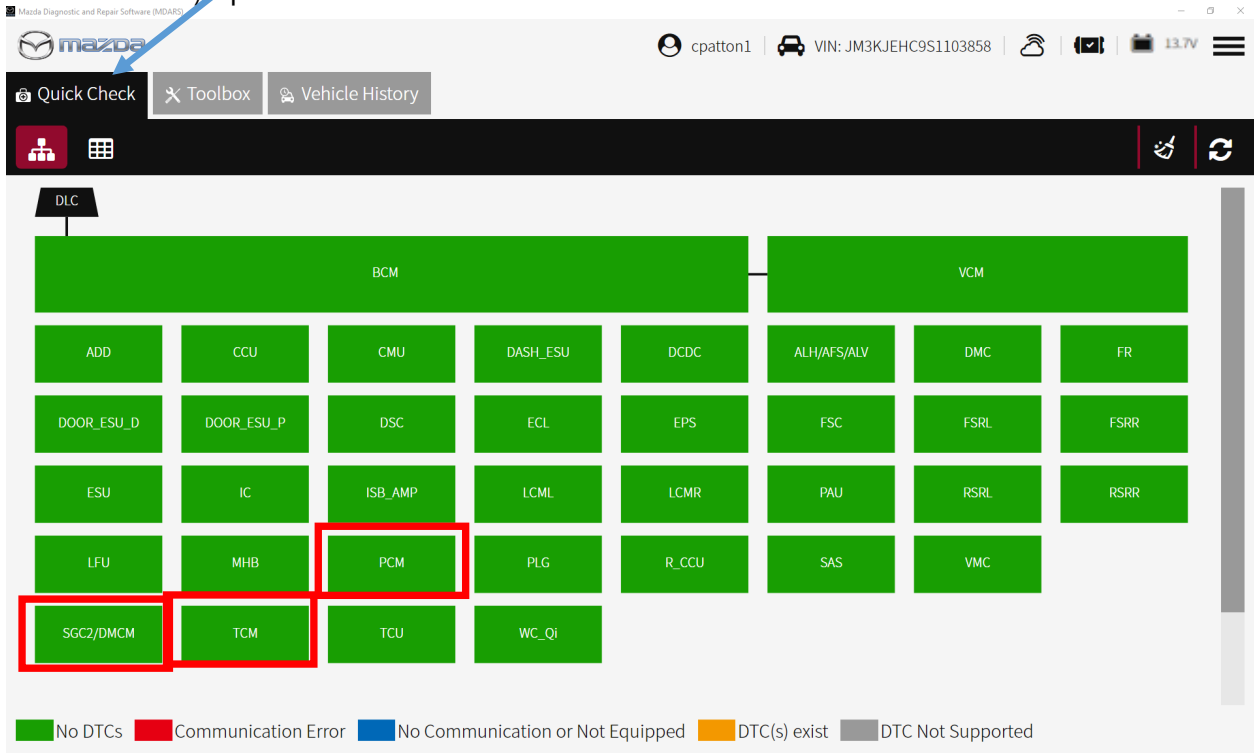 Mazda Diagnostic and Repair Software (MDARS)
mazda
cpatton1
VIN: JM3KJEHC9S1103858
13.7V
Quick Check
Toolbox
Vehicle History
DLC
BCM VCM
ADD CCU CMU DASH_ESU DCDC ALH/AFS/ALV DMC FR
DOOR_ESU_D DOOR_ESU_P DSC ECL EPS FSC FSRL FSRR
ESU IC ISB_AMP LCML LCMR PAU RSRL RSRR
LFU MHB PCM PLG R_CCU SAS VMC
SGC2/DMCM TCM TCU WC_Qi
No DTCs Communication Error No Communication or Not Equipped DTC(s) exist DTC Not Supported